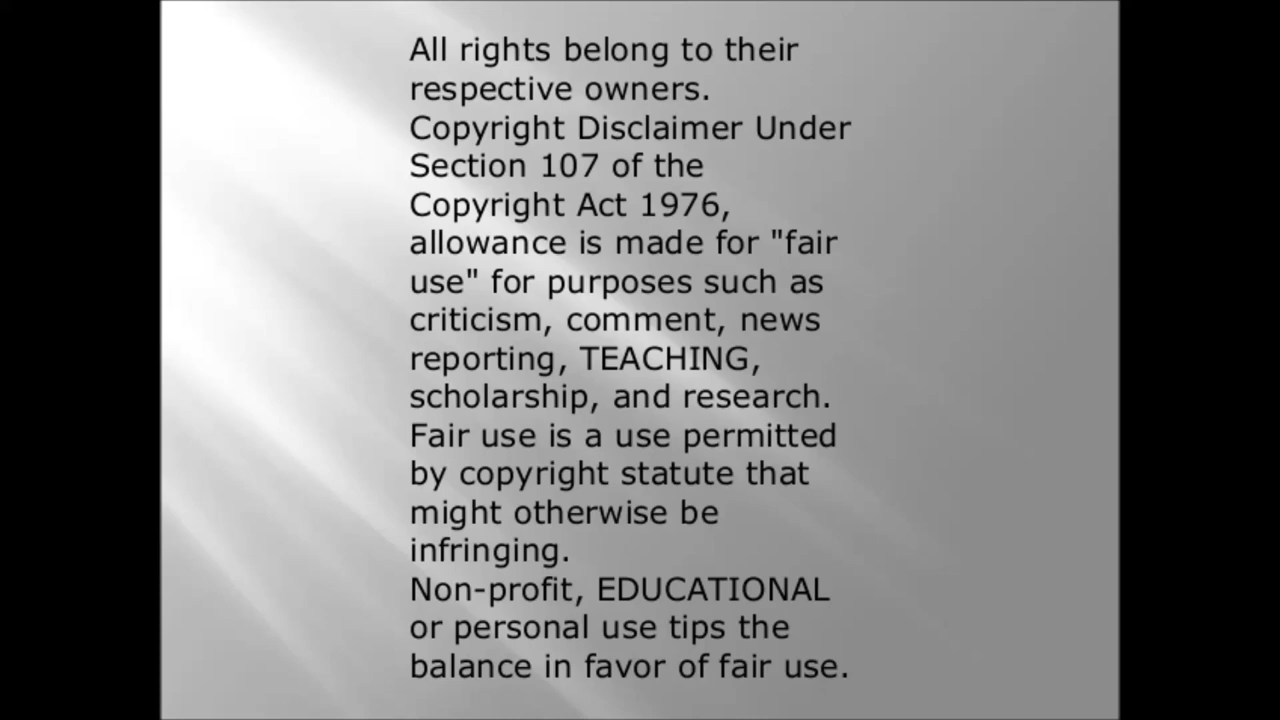 All rights belong to their
respective owners.
Copyright Disclaimer Under
Section 107 of the
Copyright Act 1976,
allowance is made for "fair
use" for purposes such as
criticism, comment, news
reporting, TEACHING,
scholarship, and research.
Fair use is a use permitted
by copyright statute that
might otherwise be
infringing.
Non-profit, EDUCATIONAL
or personal use tips the
balance in favor of fair use.